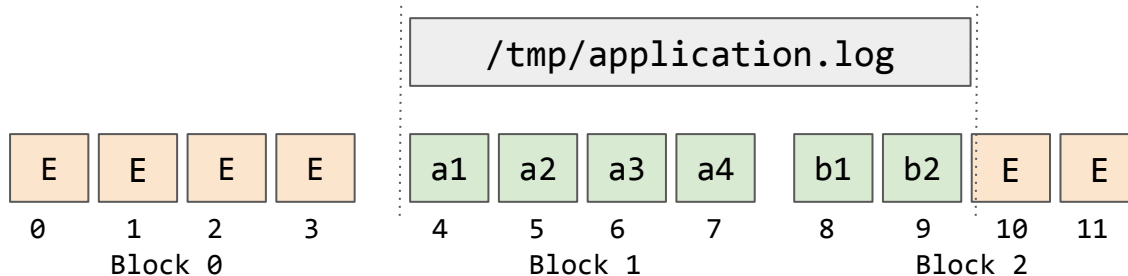 /tmp/application.log
E E E E a1 a2 a3 a4 b1 b2 E E
0 1 2 3 4 5 6 7 8 9 10 11
Block 0 Block 1 Block 2